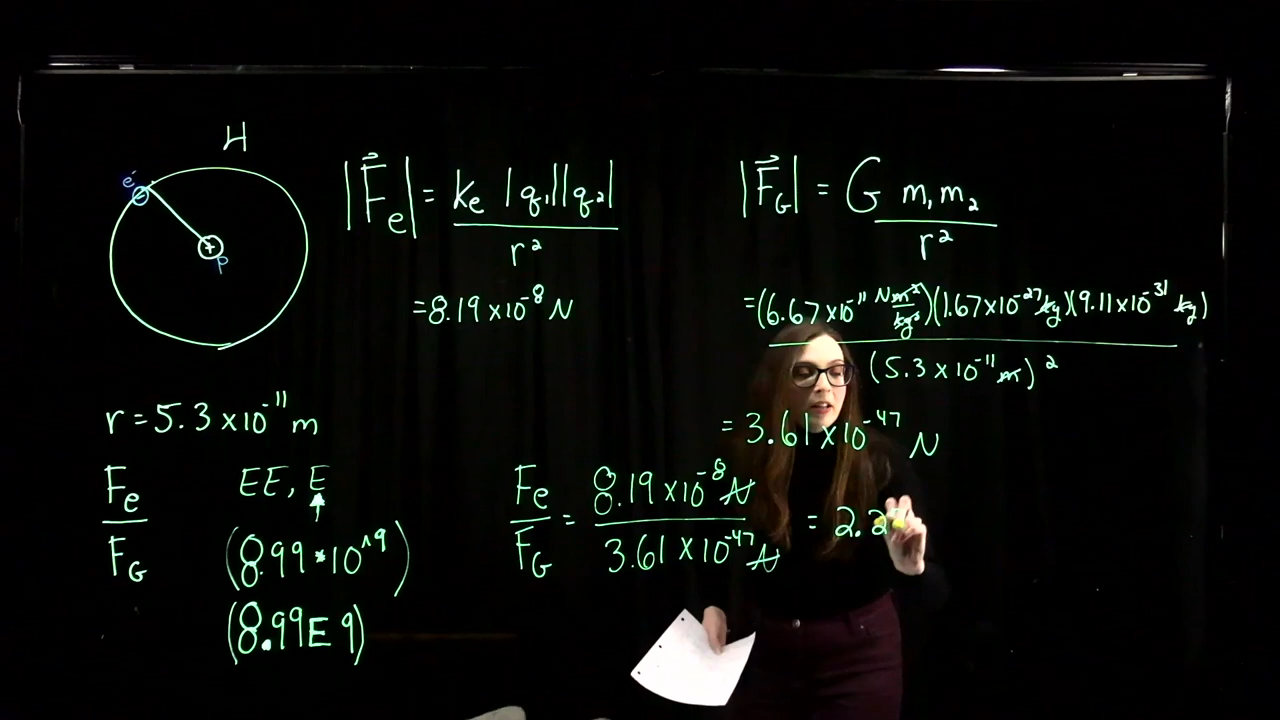 H
e⁻
p
|F⃗e| = ke |q₁||q₂| / r²
= 8.19 x 10⁻⁸ N
r = 5.3 x 10⁻¹¹ m
Fe / FG
EE, E
(8.99 * 10^9)
(8.99E9)
|F⃗G| = G m₁m₂ / r²
= (6.67 x 10⁻¹¹ N m²/kg²)(1.67 x 10⁻²⁷ kg)(9.11 x 10⁻³¹ kg) / (5.3 x 10⁻¹¹ m)²
= 3.61 x 10⁻⁴⁷ N
Fe / FG = 8.19 x 10⁻⁸ N / 3.61 x 10⁻⁴⁷ N = 2.2